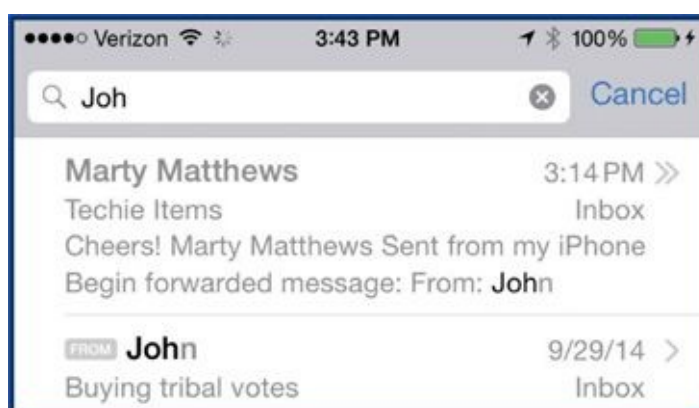 Verizon 3:43 PM 100%
Joh Cancel
Marty Matthews 3:14 PM
Techie Items Inbox
Cheers! Marty Matthews Sent from my iPhone
Begin forwarded message: From: John
FROM John 9/29/14
Buying tribal votes Inbox